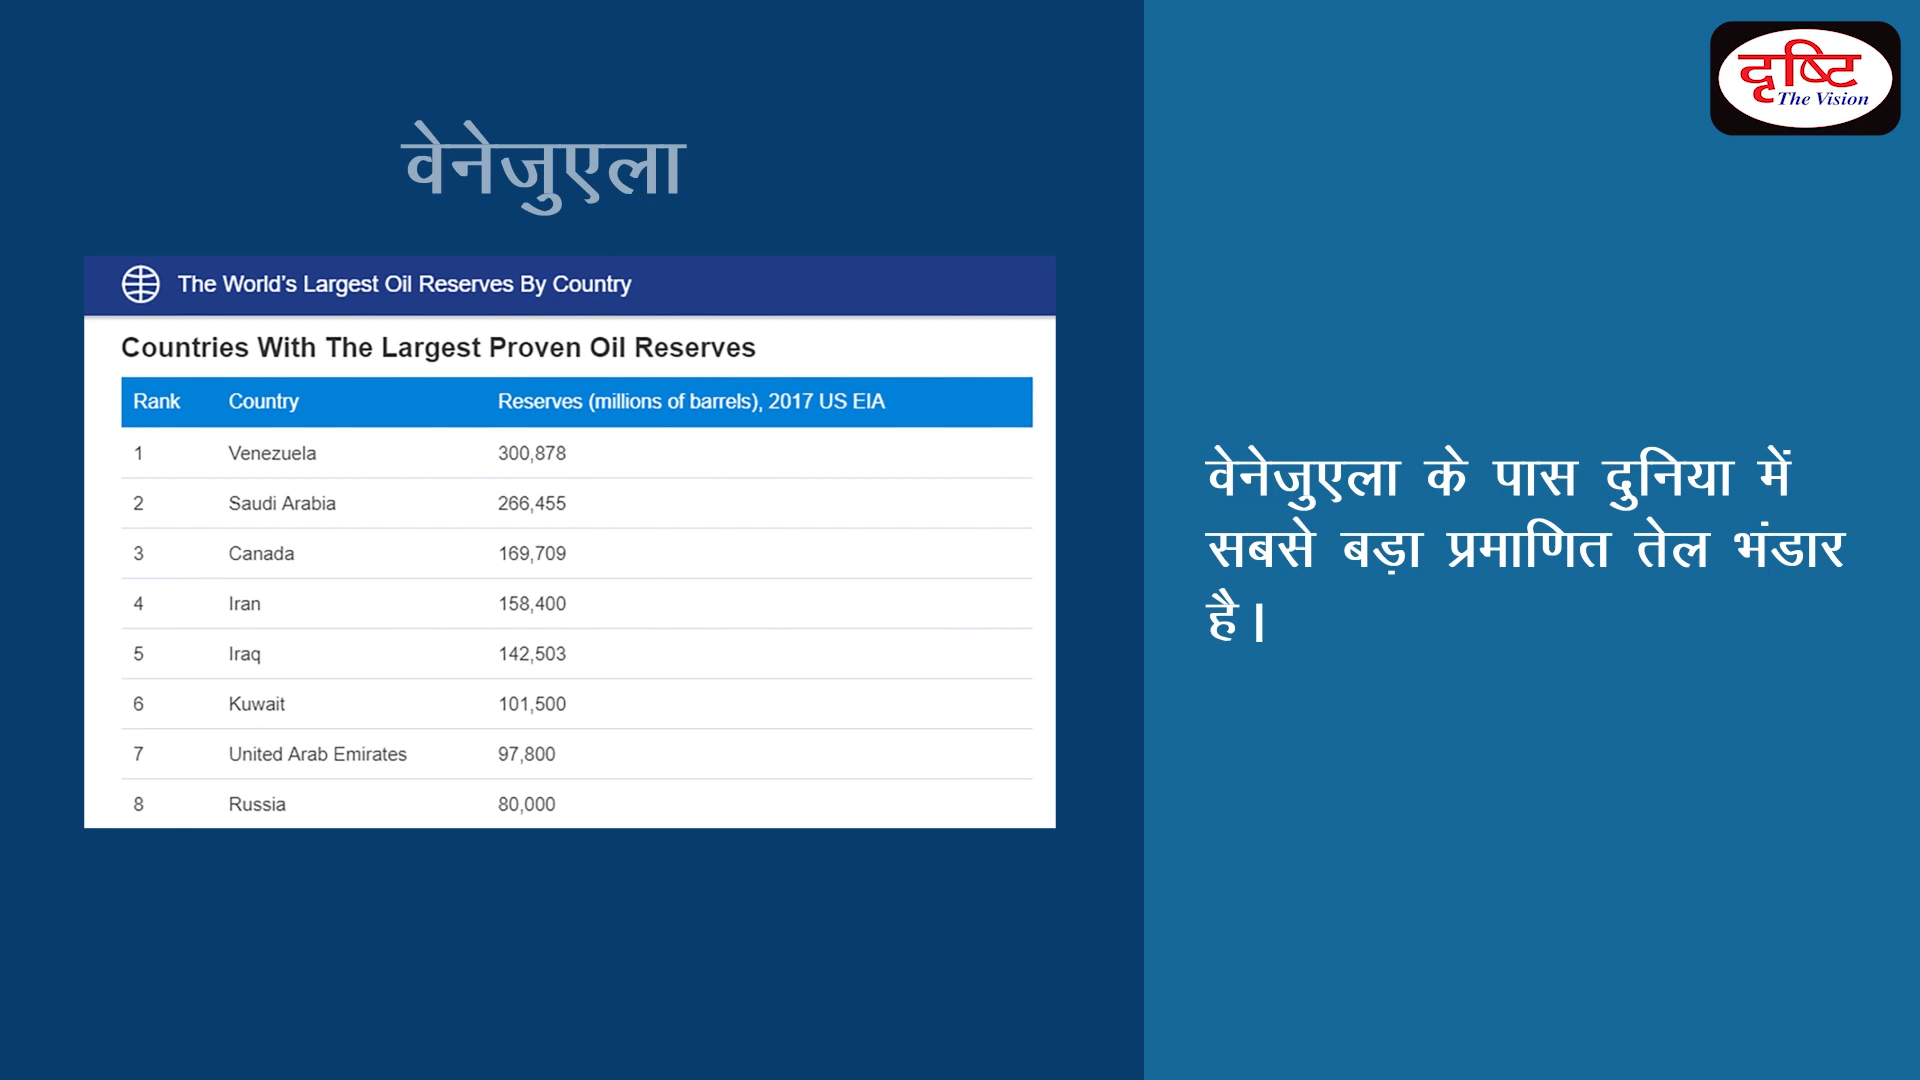 दृष्टि
The Vision
वेनेजुएला
The World's Largest Oil Reserves By Country
Countries With The Largest Proven Oil Reserves
Rank Country Reserves (millions of barrels), 2017 US EIA
1 Venezuela 300,878
2 Saudi Arabia 266,455
3 Canada 169,709
4 Iran 158,400
5 Iraq 142,503
6 Kuwait 101,500
7 United Arab Emirates 97,800
8 Russia 80,000
वेनेजुएला के पास दुनिया में
सबसे बड़ा प्रमाणित तेल भंडार
है।